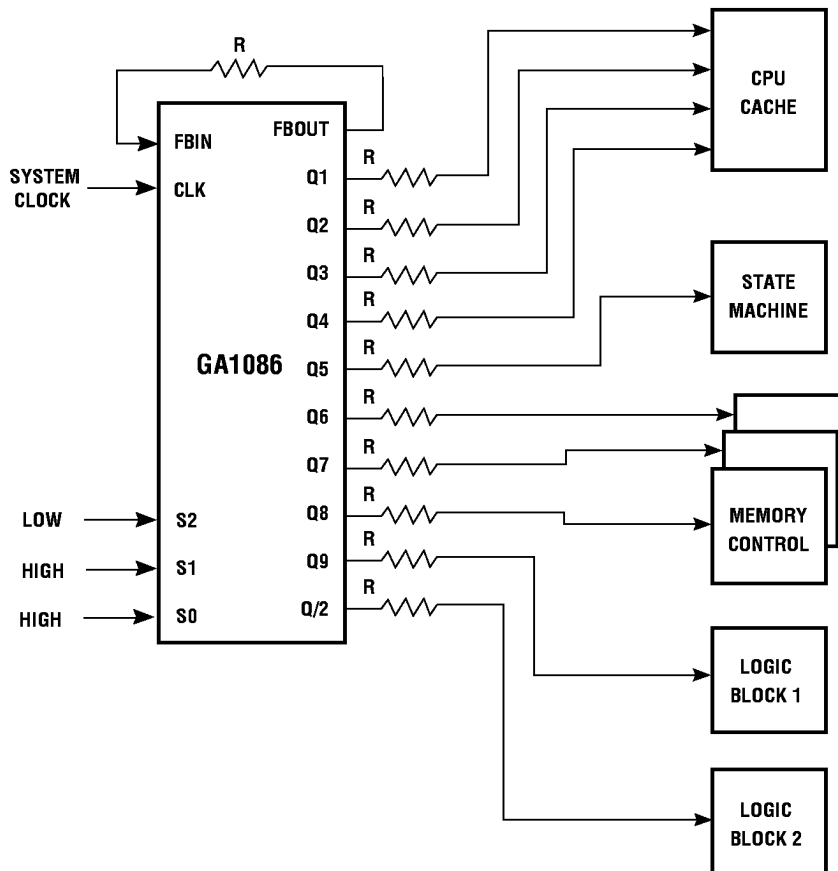 R
FBIN
FBOUT
SYSTEM
CLOCK
CLK
GA1086
LOW
S2
HIGH
S1
HIGH
S0
R
Q1
R
Q2
R
Q3
R
Q4
R
Q5
R
Q6
R
Q7
R
Q8
R
Q9
R
Q/2
CPU
CACHE
STATE
MACHINE
MEMORY
CONTROL
LOGIC
BLOCK 1
LOGIC
BLOCK 2